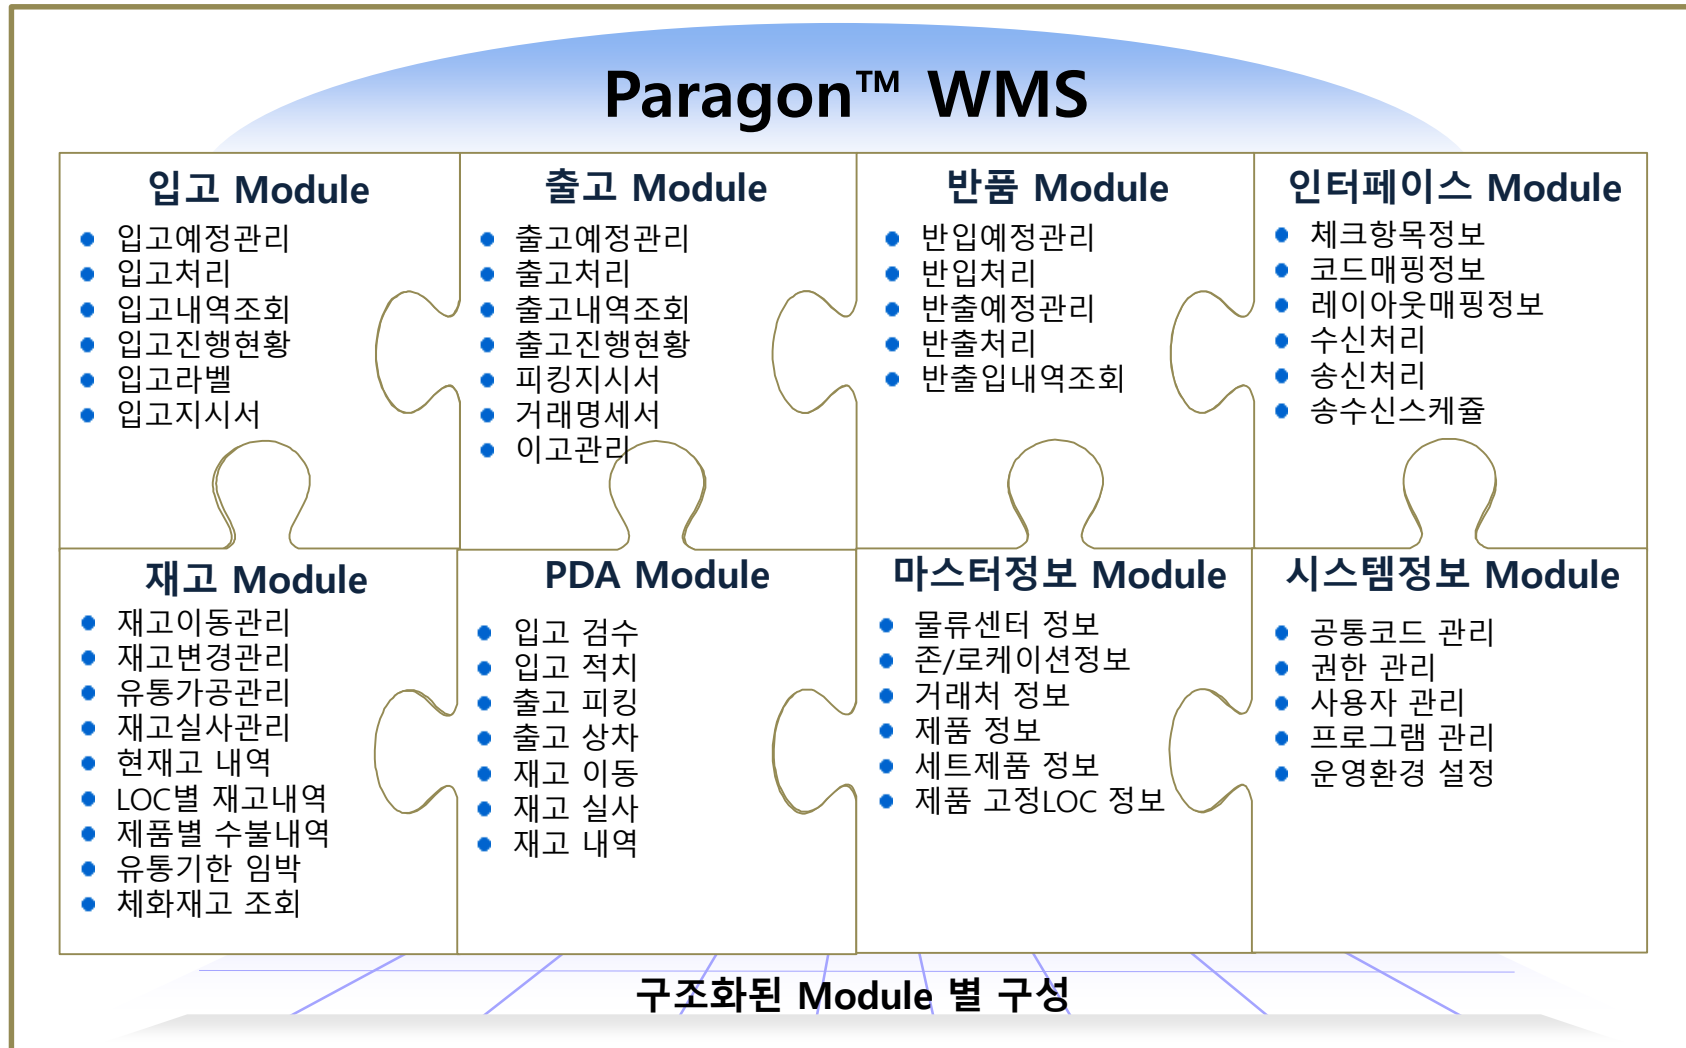 Paragon™ WMS
입고 Module
입고예정관리
입고처리
입고내역조회
입고진행현황
입고라벨
입고지시서
출고 Module
출고예정관리
출고처리
출고내역조회
출고진행현황
피킹지시서
거래명세서
이고관리
반품 Module
반입예정관리
반입처리
반출예정관리
반출처리
반출입내역조회
인터페이스 Module
체크항목정보
코드매핑정보
레이아웃매핑정보
수신처리
송신처리
송수신스케쥴
재고 Module
재고이동관리
재고변경관리
유통가공관리
재고실사관리
현재고 내역
LOC별 재고내역
제품별 수불내역
유통기한 임박
체화재고 조회
PDA Module
입고 검수
입고 적치
출고 피킹
출고 상차
재고 이동
재고 실사
재고 내역
마스터정보 Module
물류센터 정보
존/로케이션정보
거래처 정보
제품 정보
세트제품 정보
제품 고정LOC 정보
시스템정보 Module
공통코드 관리
권한 관리
사용자 관리
프로그램 관리
운영환경 설정
구조화된 Module 별 구성